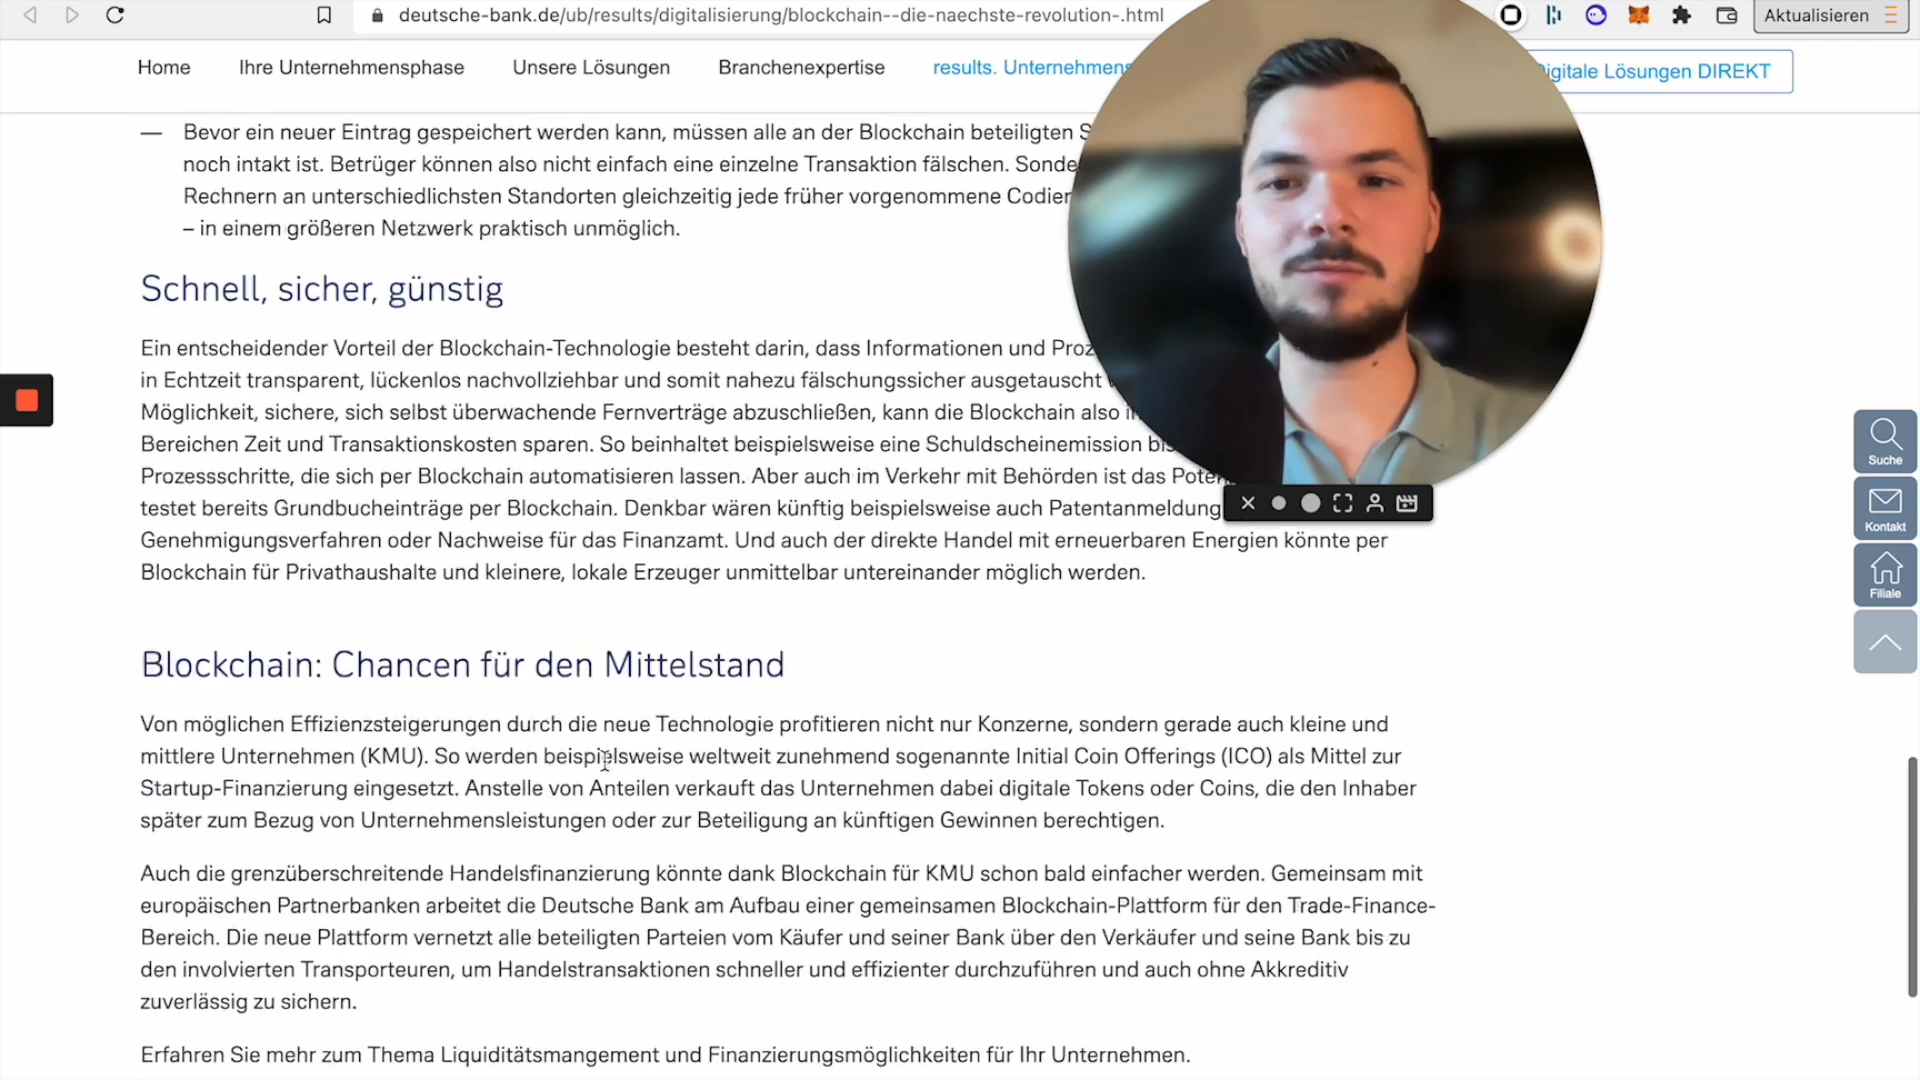 deutsche-bank.de/ub/results/digitalisierung/blockchain--die-naechste-revolution-.html
Aktualisieren
Home Ihre Unternehmensphase Unsere Lösungen Branchenexpertise results. Digitale Lösungen DIREKT
— Bevor ein neuer Eintrag gespeichert werden kann, müssen alle an der Blockchain beteiligten
noch intakt ist. Betrüger können also nicht einfach eine einzelne Transaktion fälschen.
Rechnern an unterschiedlichsten Standorten gleichzeitig jede früher vorgenommene
– in einem größeren Netzwerk praktisch unmöglich.
Schnell, sicher, günstig
Ein entscheidender Vorteil der Blockchain-Technologie besteht darin, dass Informationen und
in Echtzeit transparent, lückenlos nachvollziehbar und somit nahezu fälschungssicher ausgetauscht
Möglichkeit, sichere, sich selbst überwachende Fernverträge abzuschließen, kann die Blockchain also
Bereichen Zeit und Transaktionskosten sparen. So beinhaltet beispielsweise eine Schuldscheinemission
Prozessschritte, die sich per Blockchain automatisieren lassen. Aber auch im Verkehr mit Behörden ist das
testet bereits Grundbucheinträge per Blockchain. Denkbar wären künftig beispielsweise auch
Genehmigungsverfahren oder Nachweise für das Finanzamt. Und auch der direkte Handel mit erneuerbaren Energien könnte per
Blockchain für Privathaushalte und kleinere, lokale Erzeuger unmittelbar untereinander möglich werden.
Blockchain: Chancen für den Mittelstand
Von möglichen Effizienzsteigerungen durch die neue Technologie profitieren nicht nur Konzerne, sondern gerade auch kleine und
mittlere Unternehmen (KMU). So werden beispielsweise weltweit zunehmend sogenannte Initial Coin Offerings (ICO) als Mittel zur
Startup-Finanzierung eingesetzt. Anstelle von Anteilen verkauft das Unternehmen dabei digitale Tokens oder Coins, die den Inhaber
später zum Bezug von Unternehmensleistungen oder zur Beteiligung an künftigen Gewinnen berechtigen.
Auch die grenzüberschreitende Handelsfinanzierung könnte dank Blockchain für KMU schon bald einfacher werden. Gemeinsam mit
europäischen Partnerbanken arbeitet die Deutsche Bank am Aufbau einer gemeinsamen Blockchain-Plattform für den Trade-Finance-
Bereich. Die neue Plattform vernetzt alle beteiligten Parteien vom Käufer und seiner Bank über den Verkäufer und seine Bank bis zu
den involvierten Transporteuren, um Handelstransaktionen schneller und effizienter durchzuführen und auch ohne Akkreditiv
zuverlässig zu sichern.
Erfahren Sie mehr zum Thema Liquiditätsmangement und Finanzierungsmöglichkeiten für Ihr Unternehmen.
Suche
Kontakt
Filiale